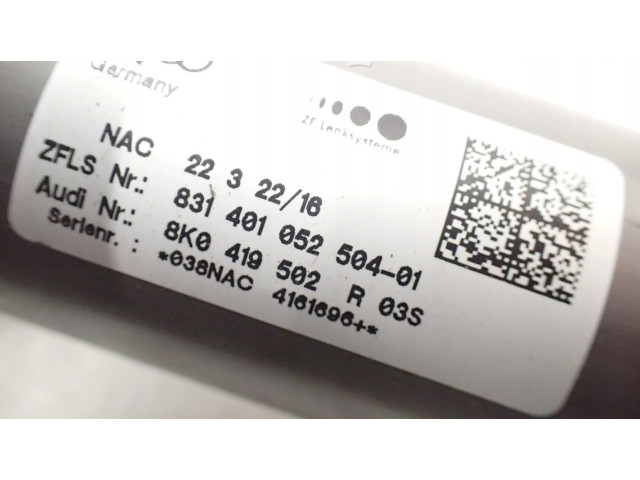 Germany
ZF Lenksysteme
NAC 22 3 22/16
ZFLS Nr.: 831 401 052 504-01
Audi Nr.: 8K0 419 502 R 03S
Serienr.: *038NAC 4161696+*